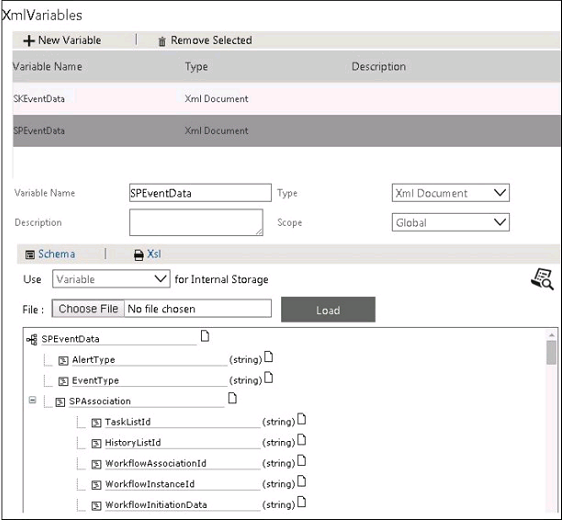 XmlVariables
New Variable Remove Selected
Variable Name Type Description
SKEventData Xml Document
SPEventData Xml Document
Variable Name SPEventData Type Xml Document
Description Scope Global
Schema Xsl
Use Variable for Internal Storage
File : Choose File No file chosen Load
SPEventData
AlertType (string)
EventType (string)
SPAssociation
TaskListId (string)
HistoryListId (string)
WorkflowAssociationId (string)
WorkflowInstanceId (string)
WorkflowInitiationData (string)